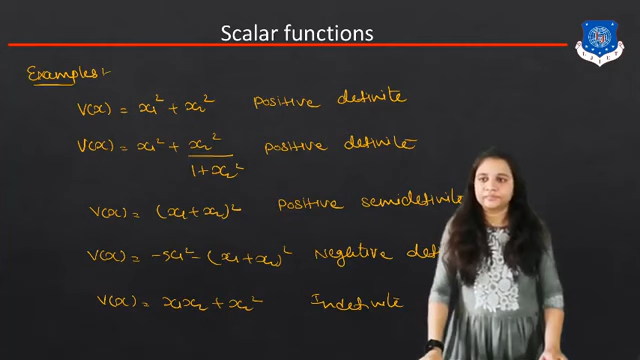 Scalar functions
Examples:-
V(x) = x₁² + x₂² Positive definite
V(x) = x₁² + x₂² / 1 + x₂² Positive definite
V(x) = (x₁ + x₂)² Positive semidefinite
V(x) = -x₁² - (x₁ + x₂)² Negitive def
V(x) = x₁x₂ + x₂² Indefinite